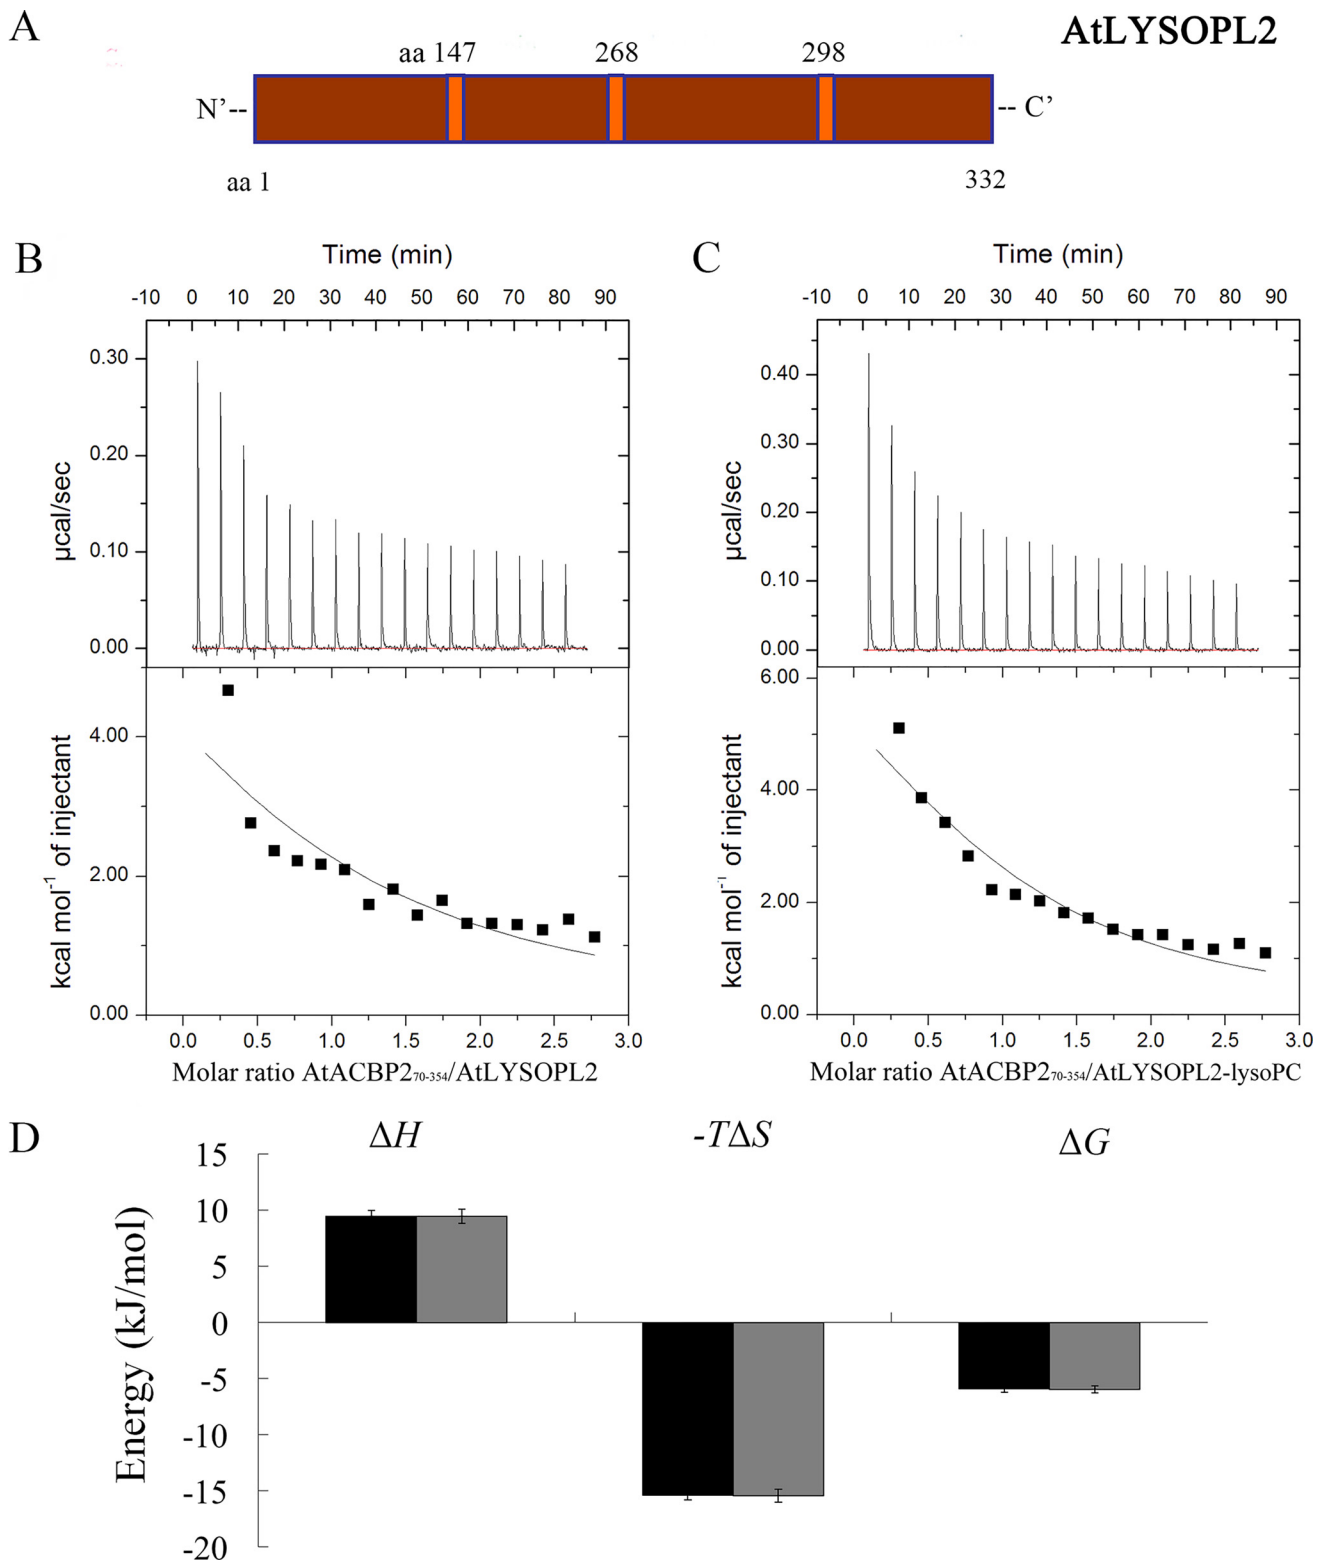 A
AtLYSOPL2
aa 147 268 298
N’-- -- C’
aa 1 332
B
Time (min)
-10 0 10 20 30 40 50 60 70 80 90
0.30
0.20
0.10
0.00
µcal/sec
4.00
2.00
0.00
kcal mol⁻¹ of injectant
0.0 0.5 1.0 1.5 2.0 2.5 3.0
Molar ratio AtACBP2₇₀₋₃₅₄/AtLYSOPL2
C
Time (min)
-10 0 10 20 30 40 50 60 70 80 90
0.40
0.30
0.20
0.10
0.00
µcal/sec
6.00
4.00
2.00
0.00
kcal mol⁻¹ of injectant
0.0 0.5 1.0 1.5 2.0 2.5 3.0
Molar ratio AtACBP2₇₀₋₃₅₄/AtLYSOPL2-lysoPC
D
ΔH -TΔS ΔG
15
10
5
0
-5
-10
-15
-20
Energy (kJ/mol)